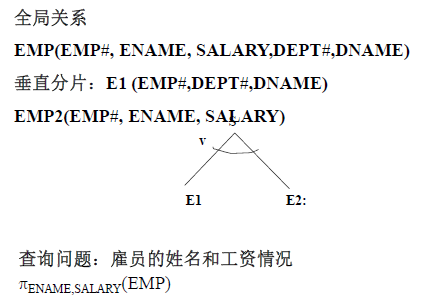 全局关系
EMP(EMP#, ENAME, SALARY,DEPT#,DNAME)
垂直分片：E1 (EMP#,DEPT#,DNAME)
EMP2(EMP#, ENAME, SALARY)
S
v
E1 E2:
查询问题：雇员的姓名和工资情况
πENAME,SALARY(EMP)